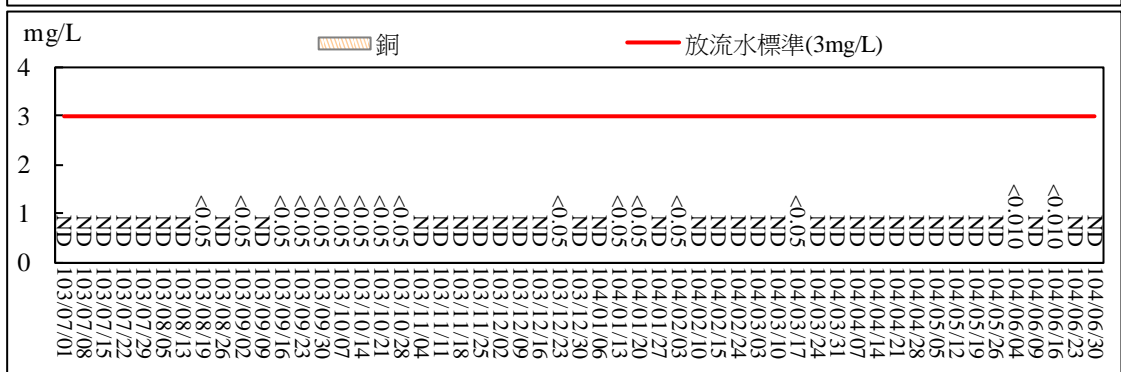 mg/L
銅
放流水標準(3mg/L)
4
3
2
1
0
ND
ND
ND
ND
ND
ND
ND
<0.05
ND
<0.05
ND
<0.05
<0.05
<0.05
<0.05
<0.05
<0.05
<0.05
ND
ND
ND
ND
ND
ND
ND
<0.05
ND
ND
<0.05
<0.05
ND
<0.05
ND
ND
ND
ND
ND
<0.05
ND
ND
ND
ND
ND
ND
ND
ND
ND
ND
<0.010
ND
<0.010
ND
ND
103/07/01
103/07/08
103/07/15
103/07/22
103/07/29
103/08/05
103/08/13
103/08/19
103/08/26
103/09/02
103/09/09
103/09/16
103/09/23
103/09/30
103/10/07
103/10/14
103/10/21
103/10/28
103/11/04
103/11/11
103/11/18
103/11/25
103/12/02
103/12/09
103/12/16
103/12/23
103/12/30
104/01/06
104/01/13
104/01/20
104/01/27
104/02/03
104/02/10
104/02/15
104/02/24
104/03/03
104/03/10
104/03/17
104/03/24
104/03/31
104/04/07
104/04/14
104/04/21
104/04/28
104/05/05
104/05/12
104/05/19
104/05/26
104/06/04
104/06/09
104/06/16
104/06/23
104/06/30